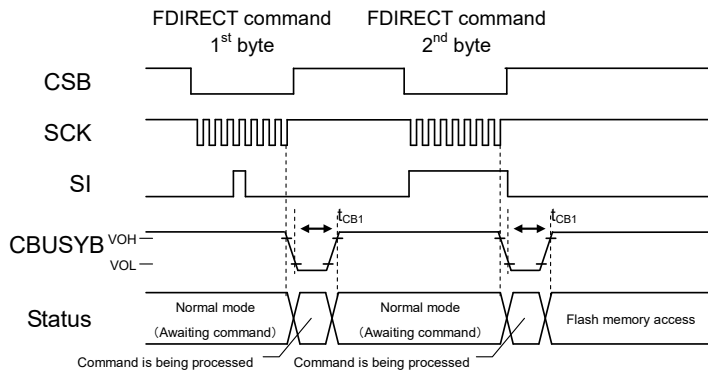 FDIRECT command
1st byte
FDIRECT command
2nd byte
CSB
SCK
SI
tCB1
tCB1
CBUSYB
VOH
VOL
Status
Normal mode
(Awaiting command)
Normal mode
(Awaiting command)
Flash memory access
Command is being processed
Command is being processed